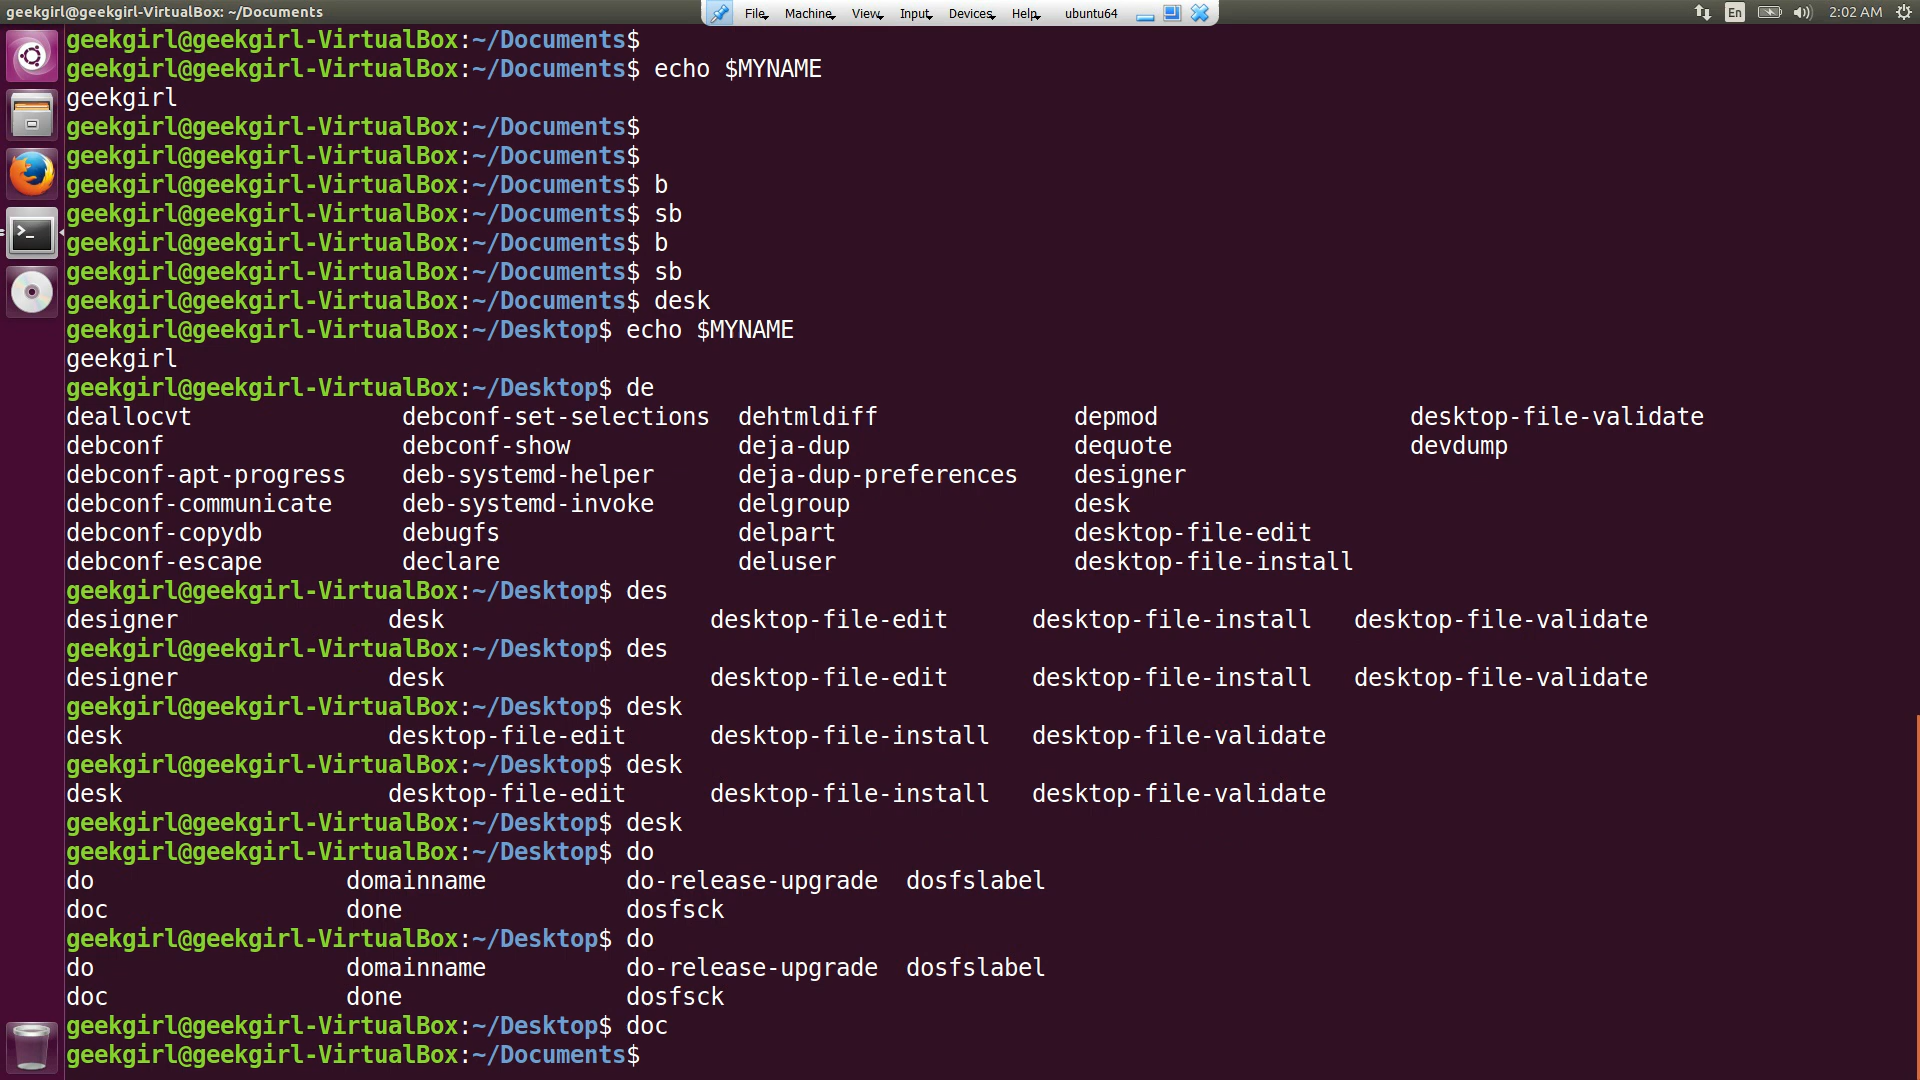 geekgirl@geekgirl-VirtualBox: ~/Documents File Machine View Input Devices Help ubuntu64 En 2:02 AM
geekgirl@geekgirl-VirtualBox:~/Documents$
geekgirl@geekgirl-VirtualBox:~/Documents$ echo $MYNAME
geekgirl
geekgirl@geekgirl-VirtualBox:~/Documents$
geekgirl@geekgirl-VirtualBox:~/Documents$
geekgirl@geekgirl-VirtualBox:~/Documents$ b
geekgirl@geekgirl-VirtualBox:~/Documents$ sb
geekgirl@geekgirl-VirtualBox:~/Documents$ b
geekgirl@geekgirl-VirtualBox:~/Documents$ sb
geekgirl@geekgirl-VirtualBox:~/Documents$ desk
geekgirl@geekgirl-VirtualBox:~/Desktop$ echo $MYNAME
geekgirl
geekgirl@geekgirl-VirtualBox:~/Desktop$ de
deallocvt debconf-set-selections dehtmldiff depmod desktop-file-validate
debconf debconf-show deja-dup dequote devdump
debconf-apt-progress deb-systemd-helper deja-dup-preferences designer
debconf-communicate deb-systemd-invoke delgroup desk
debconf-copydb debugfs delpart desktop-file-edit
debconf-escape declare deluser desktop-file-install
geekgirl@geekgirl-VirtualBox:~/Desktop$ des
designer desk desktop-file-edit desktop-file-install desktop-file-validate
geekgirl@geekgirl-VirtualBox:~/Desktop$ des
designer desk desktop-file-edit desktop-file-install desktop-file-validate
geekgirl@geekgirl-VirtualBox:~/Desktop$ desk
desk desktop-file-edit desktop-file-install desktop-file-validate
geekgirl@geekgirl-VirtualBox:~/Desktop$ desk
desk desktop-file-edit desktop-file-install desktop-file-validate
geekgirl@geekgirl-VirtualBox:~/Desktop$ desk
geekgirl@geekgirl-VirtualBox:~/Desktop$ do
do domainname do-release-upgrade dosfslabel
doc done dosfsck
geekgirl@geekgirl-VirtualBox:~/Desktop$ do
do domainname do-release-upgrade dosfslabel
doc done dosfsck
geekgirl@geekgirl-VirtualBox:~/Desktop$ doc
geekgirl@geekgirl-VirtualBox:~/Documents$